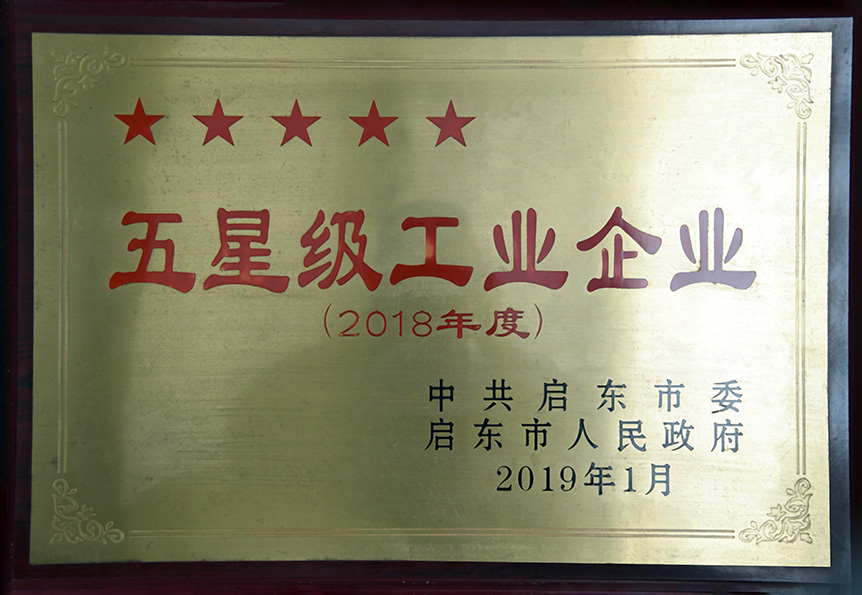 五星级工业企业
(2018年度)
中共启东市委
启东市人民政府
2019年1月